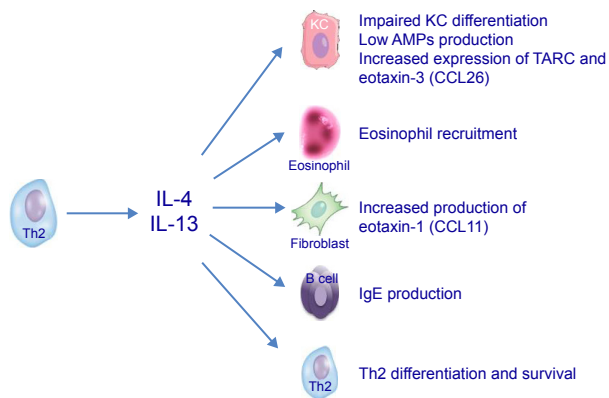 KC
Impaired KC differentiation
Low AMPs production
Increased expression of TARC and
eotaxin-3 (CCL26)
Eosinophil recruitment
Eosinophil
Th2
IL-4
IL-13
Increased production of
eotaxin-1 (CCL11)
Fibroblast
B cell
IgE production
Th2
Th2 differentiation and survival